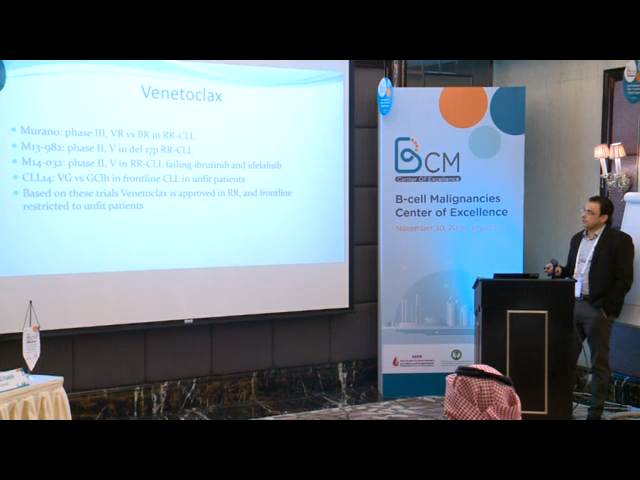 Venetoclax
Murano: phase III, VR vs BR in RR-CLL
M13-982: phase II, V in del 17p RR-CLL
M14-032: phase II, V in RR-CLL failing ibrutinib and idelalisib
CLL14: VG vs GClb in frontline CLL in unfit patients
Based on these trials Venetoclax is approved in RR, and frontline
restricted to unfit patients
BCM
Center Of Excellence
B-cell Malignancies
Center of Excellence
November 30,